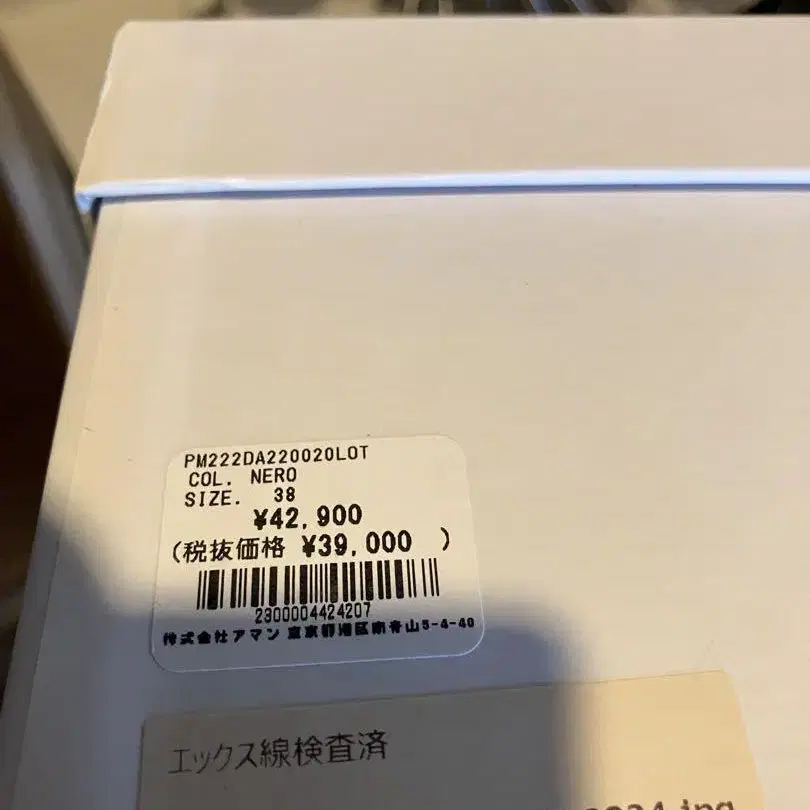 PM222DA220020LOT
COL. NERO
SIZE. 38
¥42,900
(税抜価格 ¥39,000 )
2300004424207
株式会社アマン 東京都港区南青山5-4-40
エックス線検査済